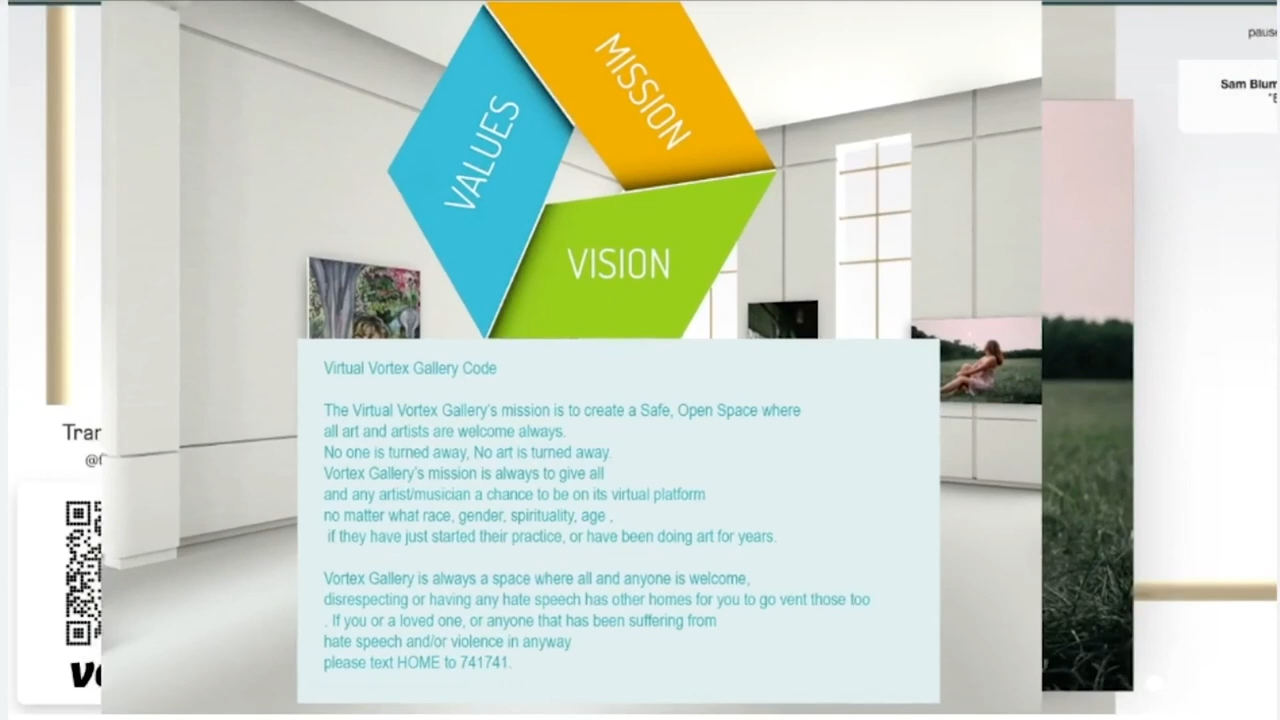 MISSION
VALUES
VISION
paus
Sam Blum
Virtual Vortex Gallery Code
The Virtual Vortex Gallery's mission is to create a Safe, Open Space where
all art and artists are welcome always.
No one is turned away, No art is turned away.
Vortex Gallery's mission is always to give all
and any artist/musician a chance to be on its virtual platform
no matter what race, gender, spirituality, age ,
if they have just started their practice, or have been doing art for years.
Vortex Gallery is always a space where all and anyone is welcome,
disrespecting or having any hate speech has other homes for you to go vent those too
. If you or a loved one, or anyone that has been suffering from
hate speech and/or violence in anyway
please text HOME to 741741.
Tran